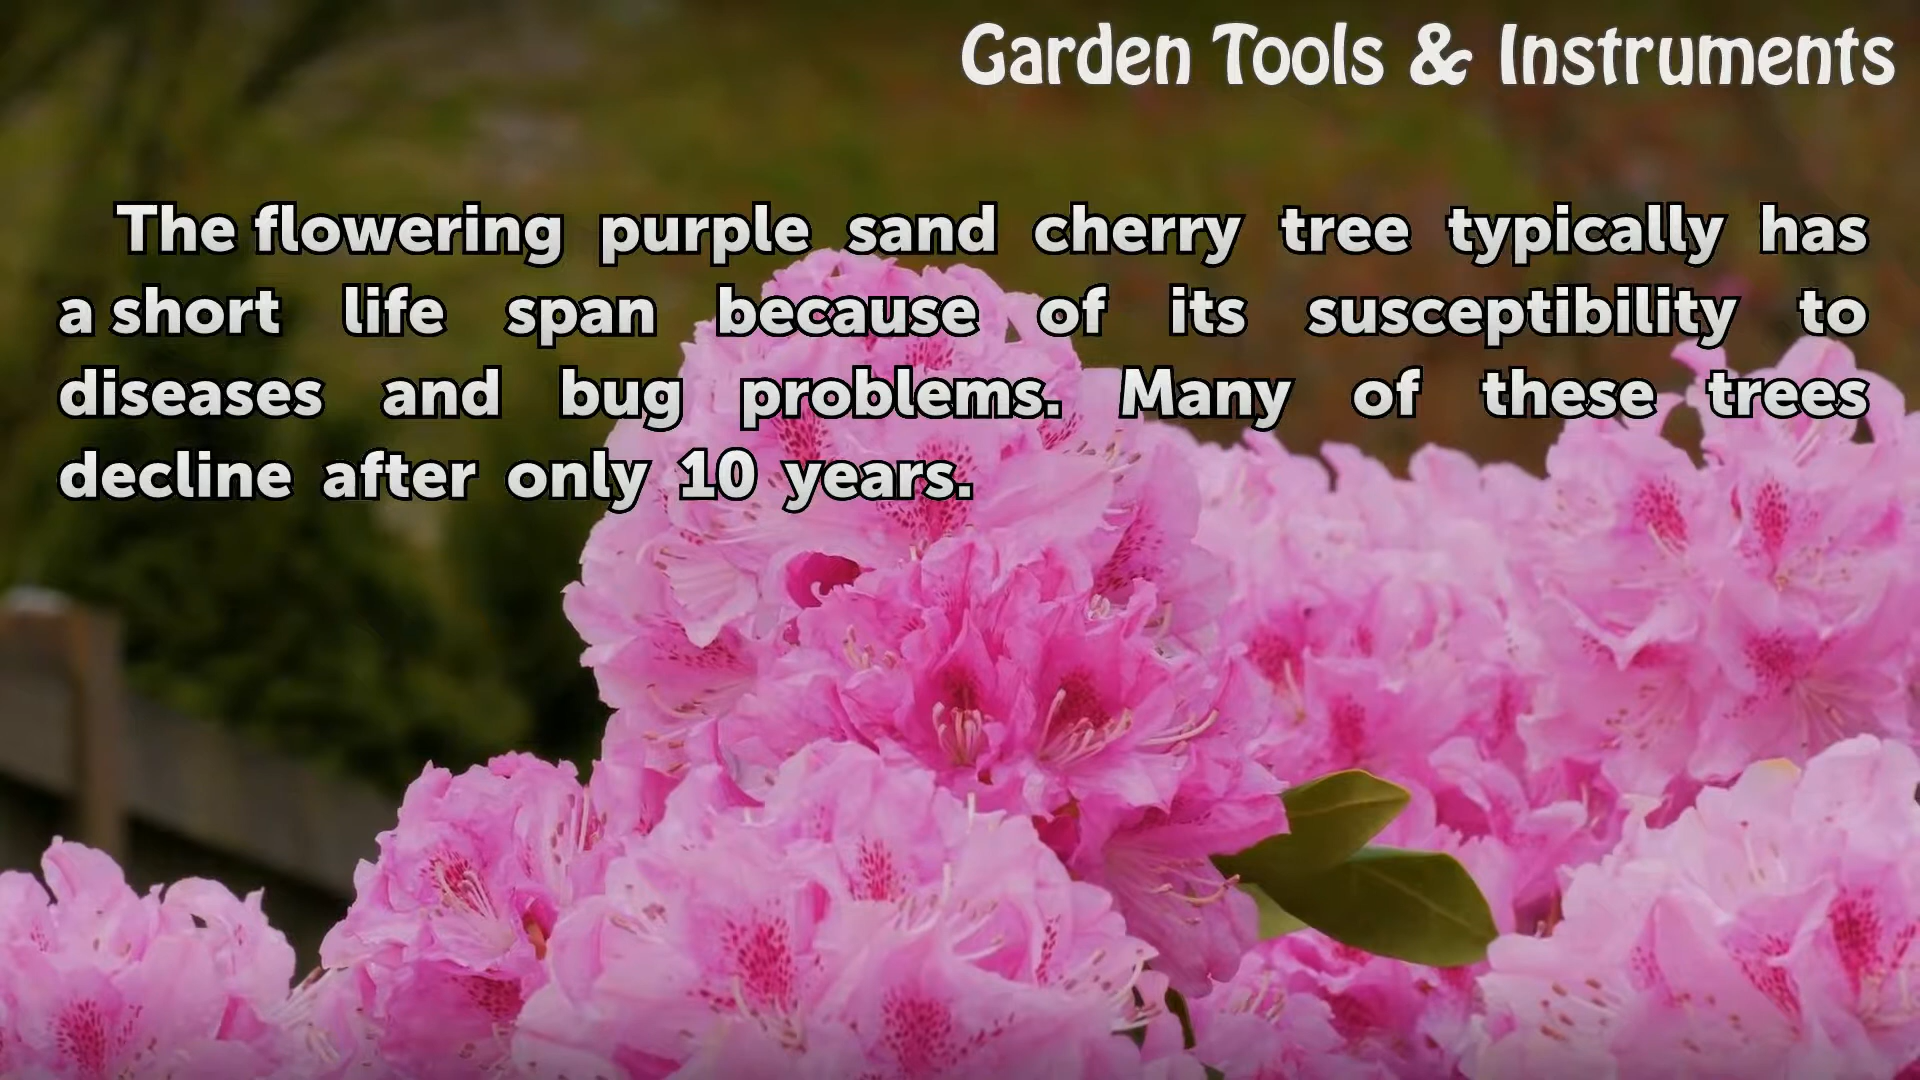 Garden Tools & Instruments
The flowering purple sand cherry tree typically has
a short life span because of its susceptibility to
diseases and bug problems. Many of these trees
decline after only 10 years.